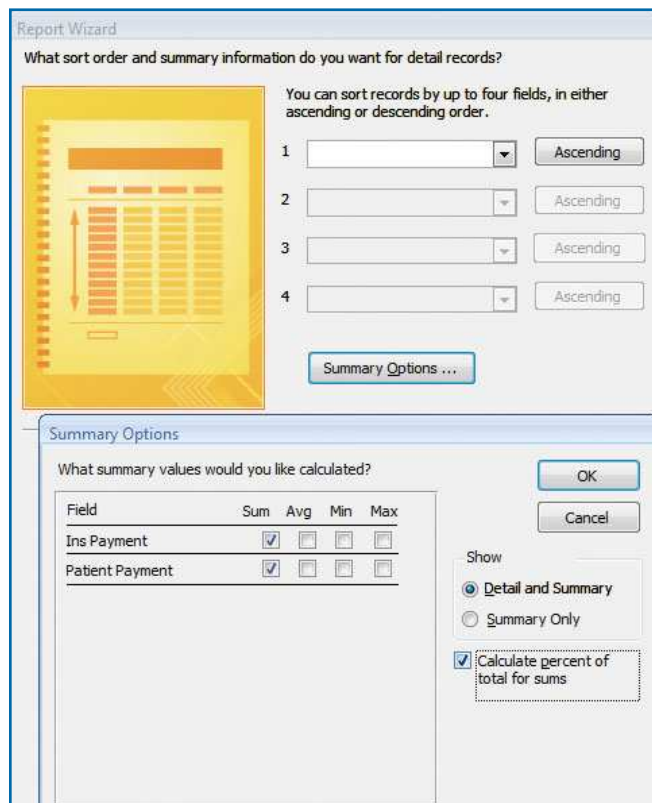 Report Wizard
What sort order and summary information do you want for detail records?
You can sort records by up to four fields, in either
ascending or descending order.
1 Ascending
2 Ascending
3 Ascending
4 Ascending
Summary Options ...
Summary Options
What summary values would you like calculated?
OK
Cancel
Field Sum Avg Min Max
Ins Payment
Patient Payment
Show
Detail and Summary
Summary Only
Calculate percent of
total for sums